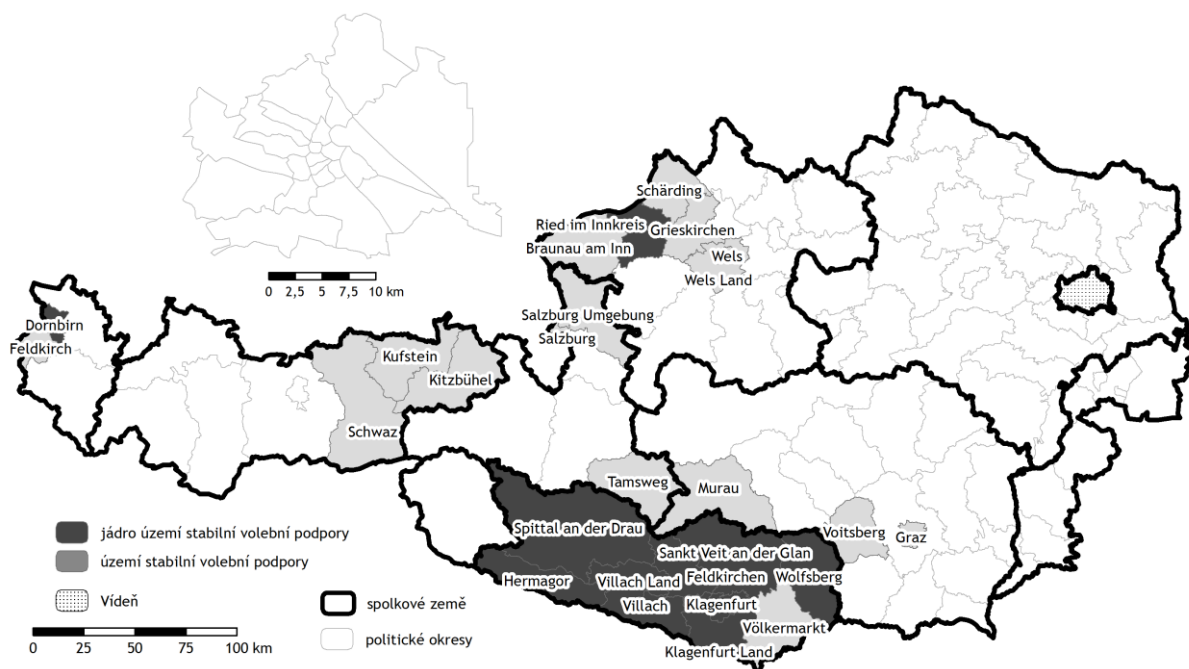 0 2,5 5 7,5 10 km
Schärding
Ried im Innkreis
Grieskirchen
Braunau am Inn
Wels
Wels Land
Salzburg Umgebung
Salzburg
Dornbirn
Feldkirch
Kufstein
Kitzbühel
Schwaz
Tamsweg
Murau
Spittal an der Drau
Voitsberg
Graz
Sankt Veit an der Glan
Hermagor
Villach Land
Feldkirchen
Wolfsberg
Villach
Klagenfurt
Völkermarkt
Klagenfurt Land
jádro území stabilní volební podpory
území stabilní volební podpory
Vídeň
spolkové země
politické okresy
0 25 50 75 100 km